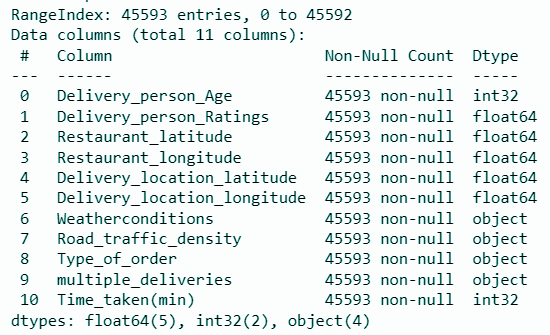 RangeIndex: 45593 entries, 0 to 45592
Data columns (total 11 columns):
 #   Column                       Non-Null Count  Dtype
---  ------                       --------------  -----
 0   Delivery_person_Age          45593 non-null  int32
 1   Delivery_person_Ratings      45593 non-null  float64
 2   Restaurant_latitude          45593 non-null  float64
 3   Restaurant_longitude         45593 non-null  float64
 4   Delivery_location_latitude   45593 non-null  float64
 5   Delivery_location_longitude  45593 non-null  float64
 6   Weatherconditions            45593 non-null  object
 7   Road_traffic_density         45593 non-null  object
 8   Type_of_order                45593 non-null  object
 9   multiple_deliveries          45593 non-null  object
 10  Time_taken(min)              45593 non-null  int32
dtypes: float64(5), int32(2), object(4)